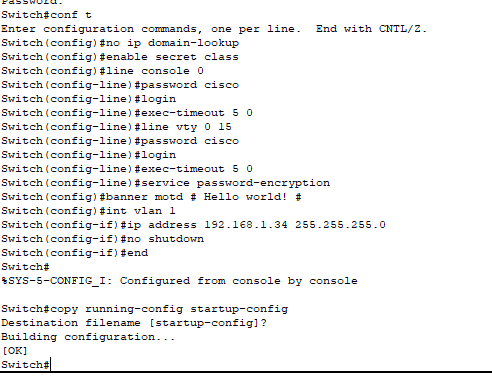 Password:
Switch#conf t
Enter configuration commands, one per line.  End with CNTL/Z.
Switch(config)#no ip domain-lookup
Switch(config)#enable secret class
Switch(config)#line console 0
Switch(config-line)#password cisco
Switch(config-line)#login
Switch(config-line)#exec-timeout 5 0
Switch(config-line)#line vty 0 15
Switch(config-line)#password cisco
Switch(config-line)#login
Switch(config-line)#exec-timeout 5 0
Switch(config-line)#service password-encryption
Switch(config)#banner motd # Hello world! #
Switch(config)#int vlan 1
Switch(config-if)#ip address 192.168.1.34 255.255.255.0
Switch(config-if)#no shutdown
Switch(config-if)#end
Switch#
%SYS-5-CONFIG_I: Configured from console by console
Switch#copy running-config startup-config
Destination filename [startup-config]?
Building configuration...
[OK]
Switch#